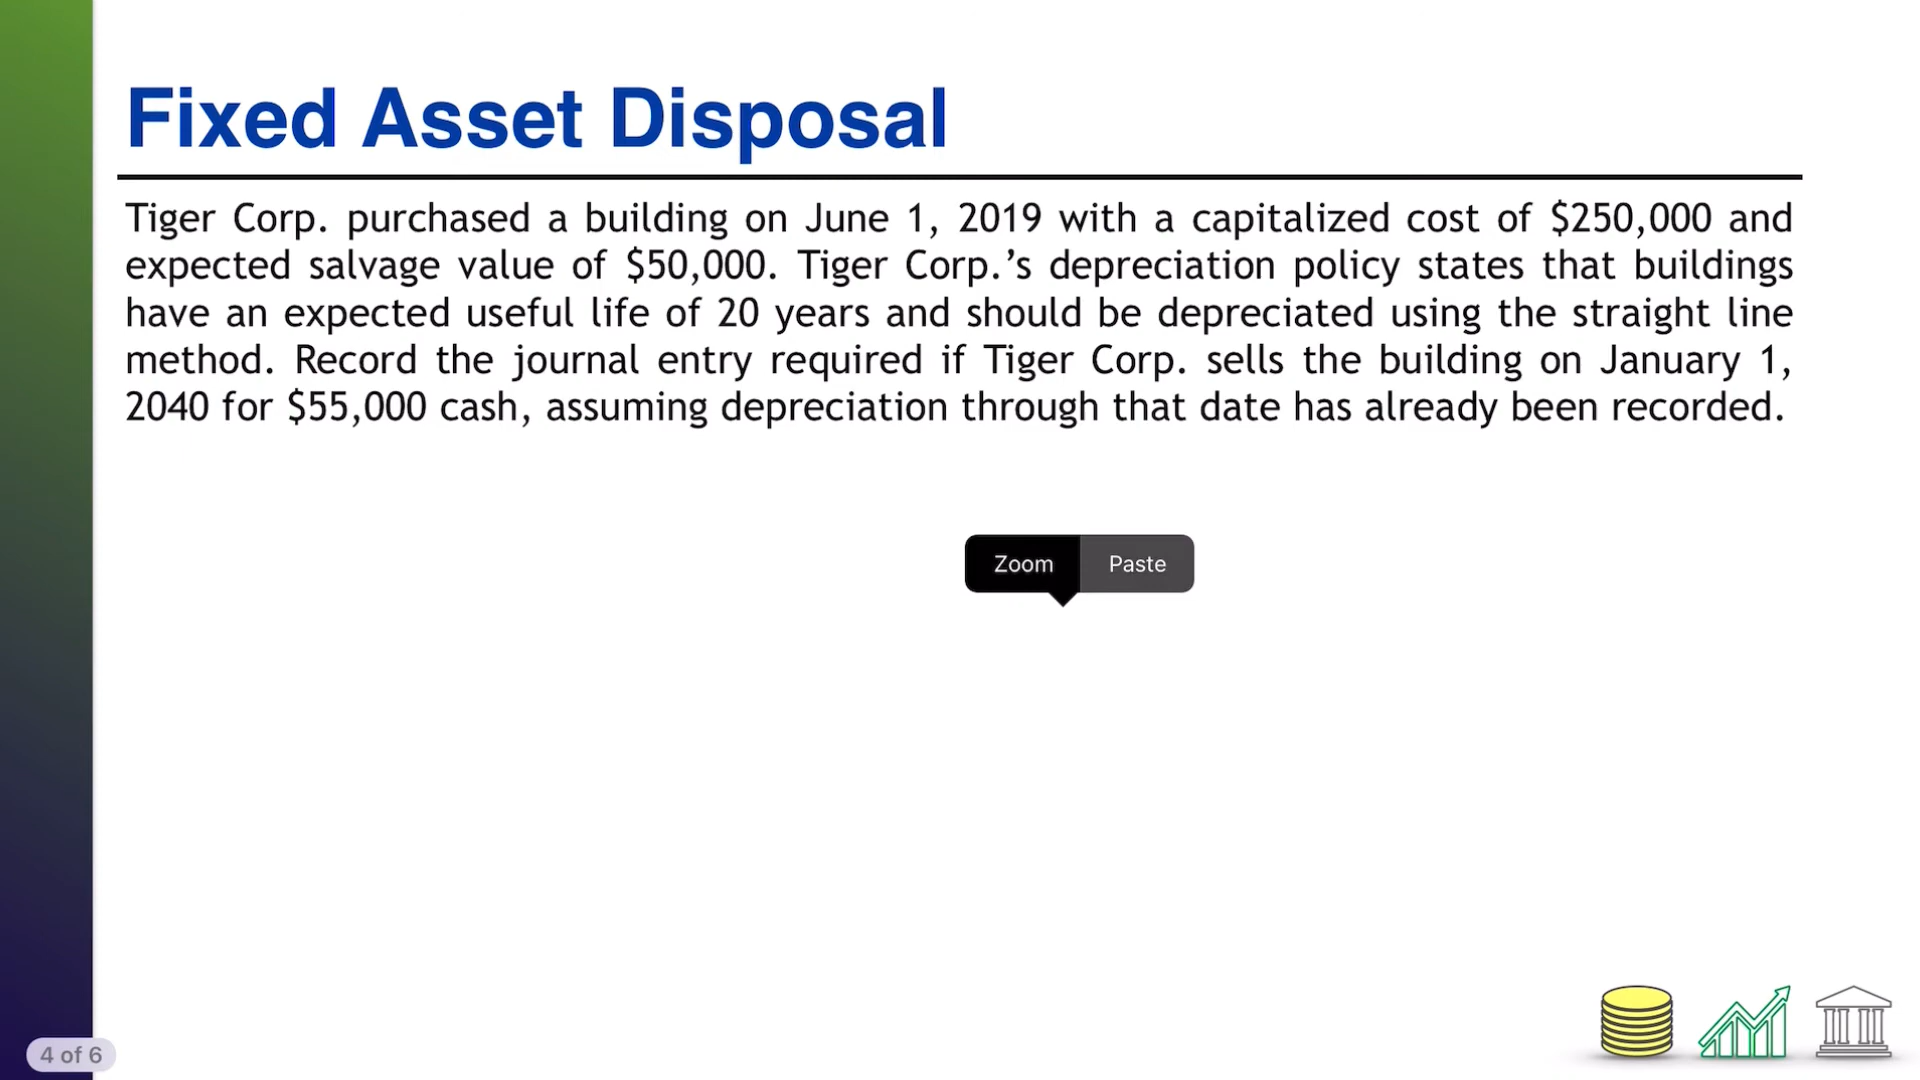 Fixed Asset Disposal
Tiger Corp. purchased a building on June 1, 2019 with a capitalized cost of $250,000 and
expected salvage value of $50,000. Tiger Corp.’s depreciation policy states that buildings
have an expected useful life of 20 years and should be depreciated using the straight line
method. Record the journal entry required if Tiger Corp. sells the building on January 1,
2040 for $55,000 cash, assuming depreciation through that date has already been recorded.
Zoom Paste
4 of 6